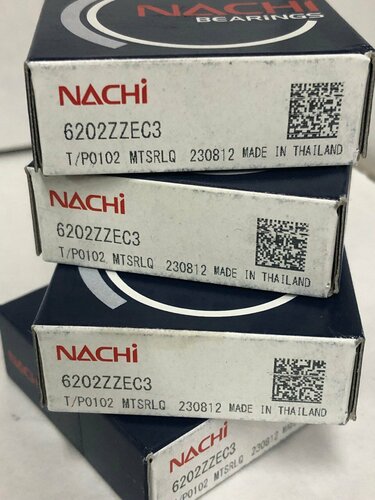 NACHI
BEARINGS
NACHi
6202ZZEC3
T/P0102 MTSRLQ 230812 MADE IN THAILAND
NACHi
6202ZZEC3
T/P0102 MTSRLQ 230812 MADE IN THAILAND
NACHi
6202ZZEC3
T/P0102 MTSRLQ 230812 MADE IN THAILAND
NACHi
6202ZZEC3
T/P0102 MTSRLQ 230812